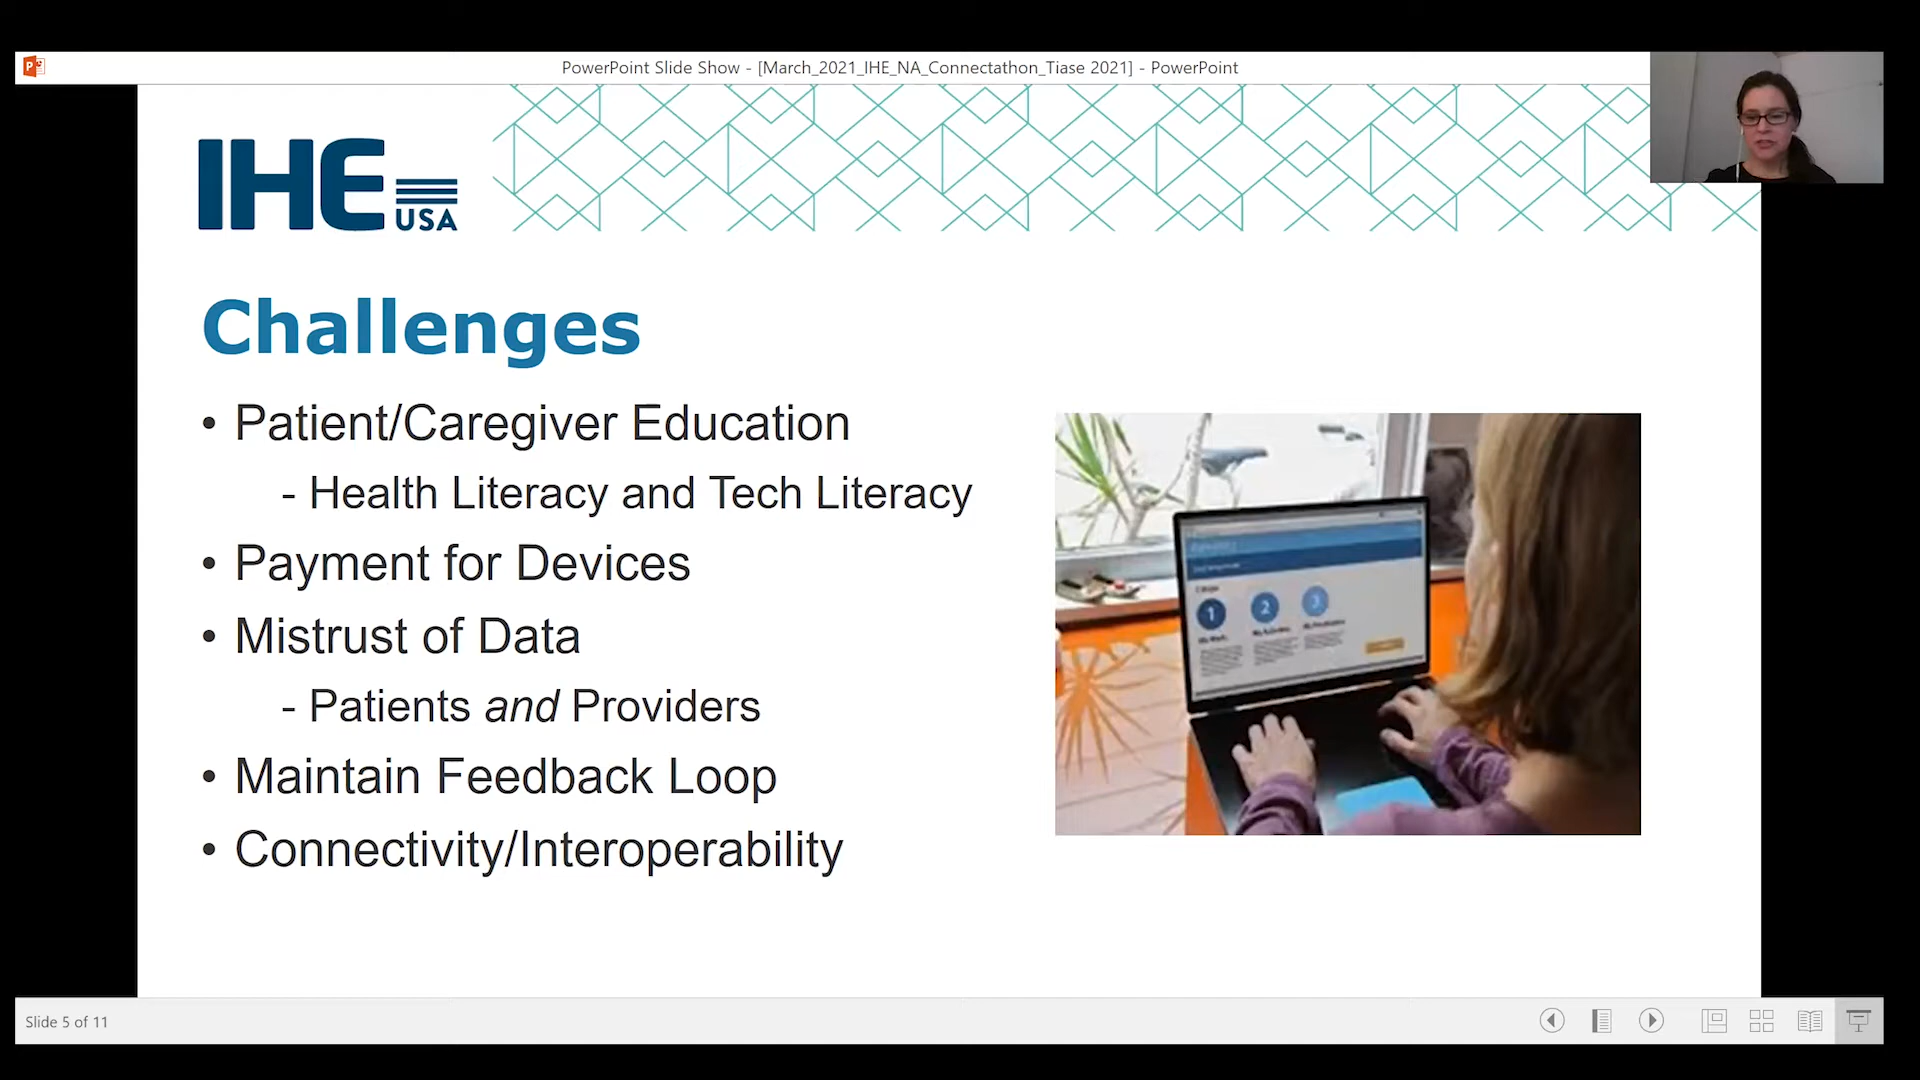 PowerPoint Slide Show - [March_2021_IHE_NA_Connectathon_Tiase 2021] - PowerPoint
IHE USA
Challenges
• Patient/Caregiver Education
- Health Literacy and Tech Literacy
• Payment for Devices
• Mistrust of Data
- Patients and Providers
• Maintain Feedback Loop
• Connectivity/Interoperability
1 2 3
Slide 5 of 11